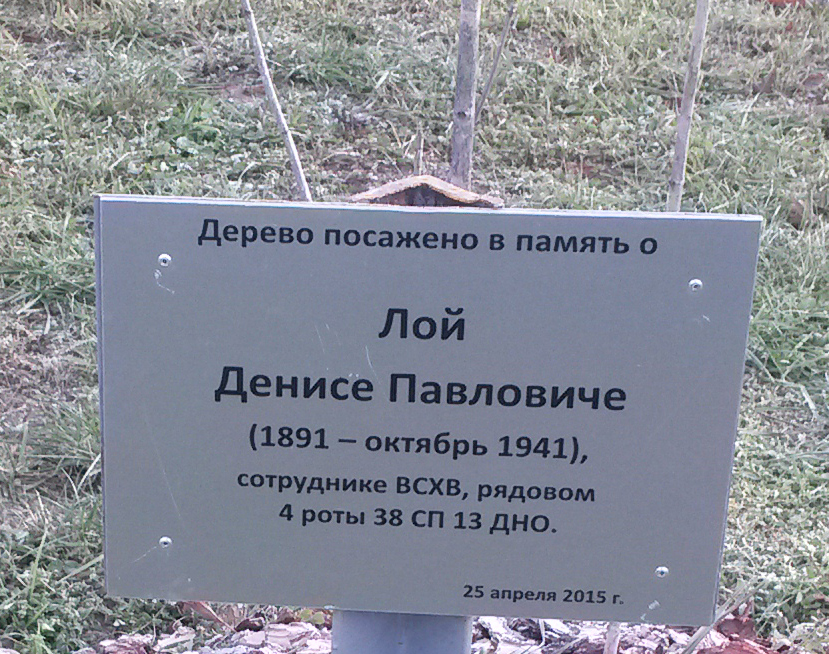 Дерево посажено в память о
Лой
Денисе Павловиче
(1891 – октябрь 1941),
сотруднике ВСХВ, рядовом
4 роты 38 СП 13 ДНО.
25 апреля 2015 г.